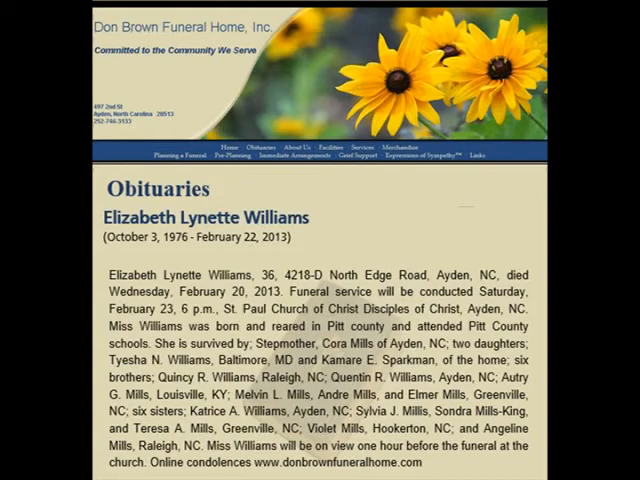 Don Brown Funeral Home, Inc.
Committed to the Community We Serve
497 2nd St
Ayden, North Carolina 28513
252-746-3133
Home Obituaries About Us Facilities Services Merchandise
Planning a Funeral Pre-Planning Immediate Arrangements Grief Support Expressions of Sympathy™ Links
Obituaries
Elizabeth Lynette Williams
(October 3, 1976 - February 22, 2013)
Elizabeth Lynette Williams, 36, 4218-D North Edge Road, Ayden, NC, died
Wednesday, February 20, 2013. Funeral service will be conducted Saturday,
February 23, 6 p.m., St. Paul Church of Christ Disciples of Christ, Ayden, NC.
Miss Williams was born and reared in Pitt county and attended Pitt County
schools. She is survived by; Stepmother, Cora Mills of Ayden, NC; two daughters;
Tyesha N. Williams, Baltimore, MD and Kamare E. Sparkman, of the home; six
brothers; Quincy R. Williams, Raleigh, NC; Quentin R. Williams, Ayden, NC; Autry
G. Mills, Louisville, KY; Melvin L. Mills, Andre Mills, and Elmer Mills, Greenville,
NC; six sisters; Katrice A. Williams, Ayden, NC; Sylvia J. Millis, Sondra Mills-King,
and Teresa A. Mills, Greenville, NC; Violet Mills, Hookerton, NC; and Angeline
Mills, Raleigh, NC. Miss Williams will be on view one hour before the funeral at the
church. Online condolences www.donbrownfuneralhome.com